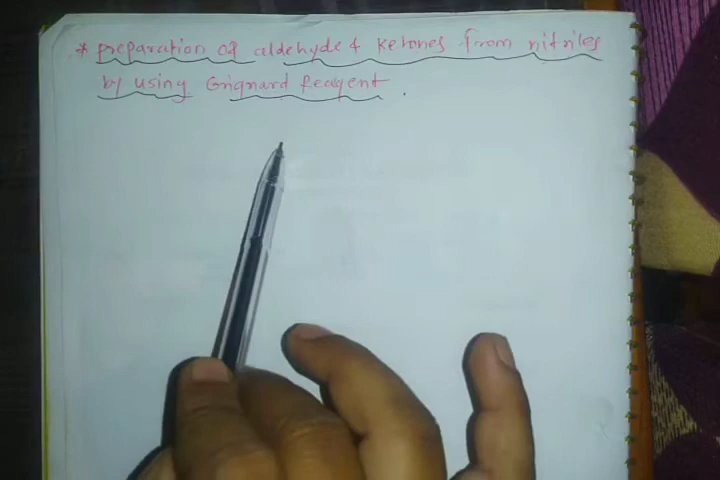 * preparation of aldehyde & ketones from nitriles
by using Grignard Reagent .